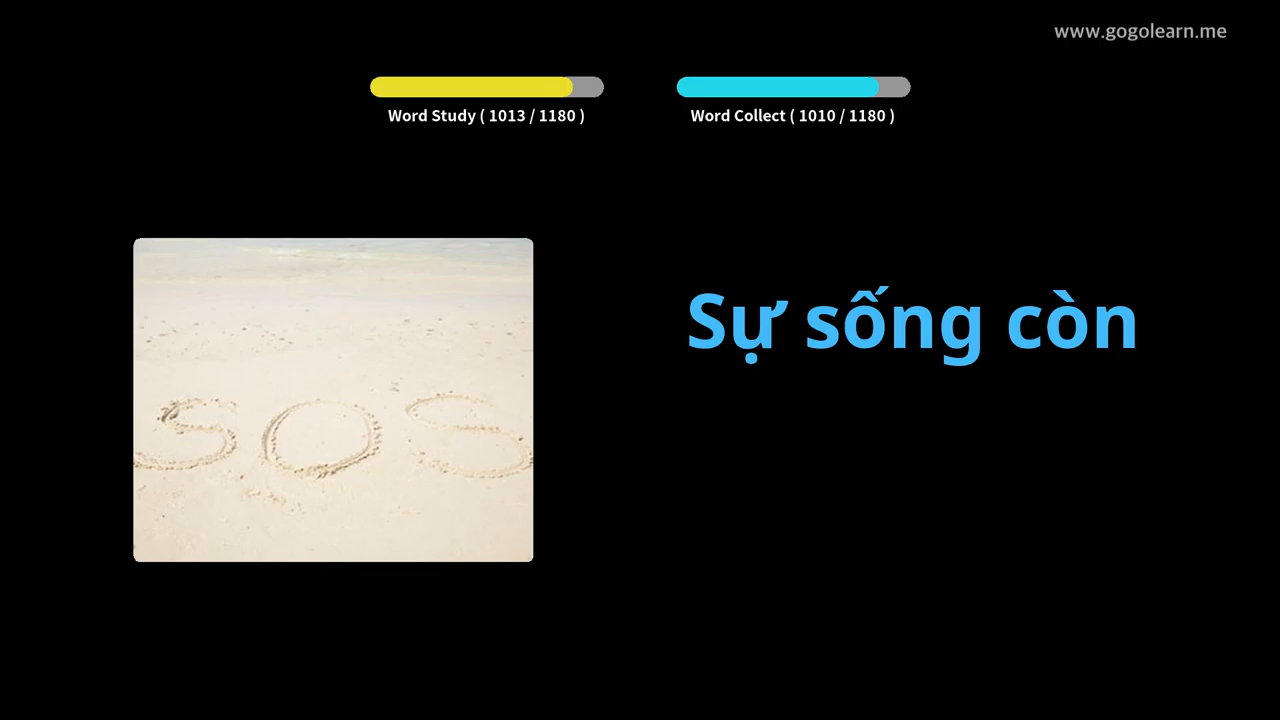 www.gogolearn.me
Word Study ( 1013 / 1180 )
Word Collect ( 1010 / 1180 )
Sự sống còn
SOS